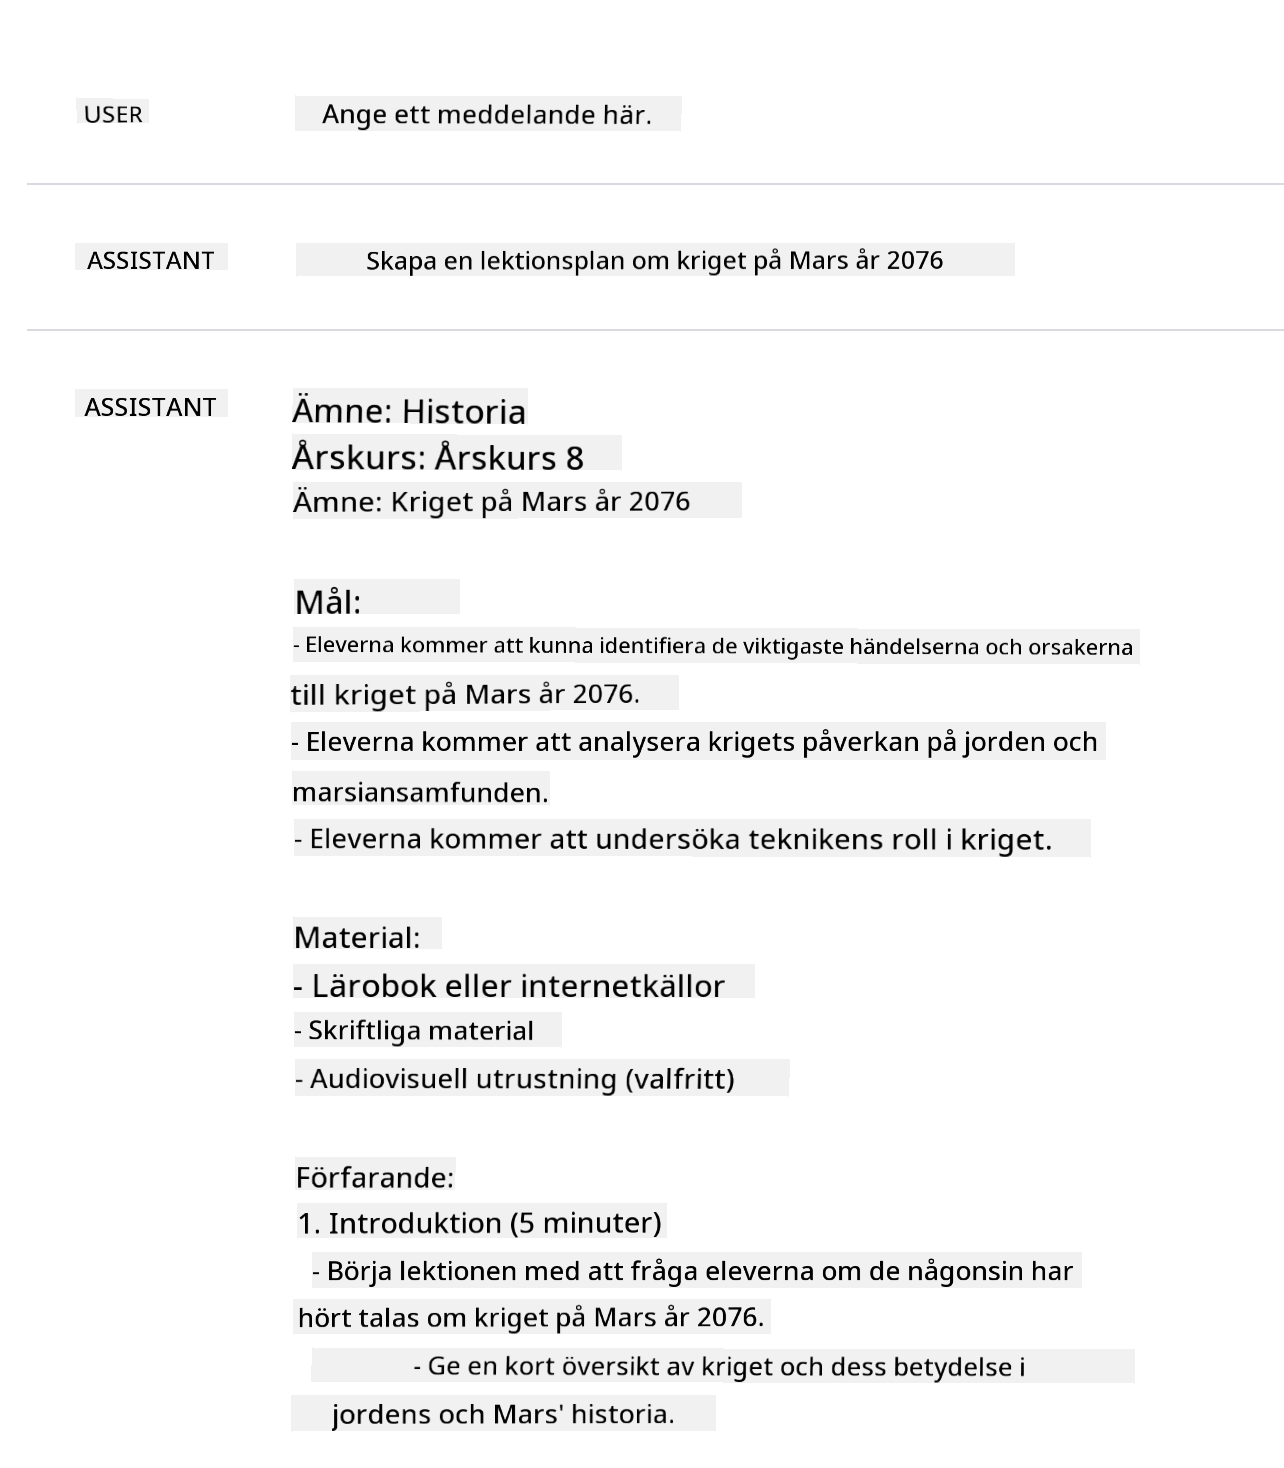 USER
Ange ett meddelande här.
ASSISTANT
Skapa en lektionsplan om kriget på Mars år 2076
ASSISTANT
Ämne: Historia
Årskurs: Årskurs 8
Ämne: Kriget på Mars år 2076
Mål:
- Eleverna kommer att kunna identifiera de viktigaste händelserna och orsakerna
till kriget på Mars år 2076.
- Eleverna kommer att analysera krigets påverkan på jorden och
marsiansamfunden.
- Eleverna kommer att undersöka teknikens roll i kriget.
Material:
- Lärobok eller internetkällor
- Skriftliga material
- Audiovisuell utrustning (valfritt)
Förfarande:
1. Introduktion (5 minuter)
- Börja lektionen med att fråga eleverna om de någonsin har
hört talas om kriget på Mars år 2076.
- Ge en kort översikt av kriget och dess betydelse i
jordens och Mars' historia.